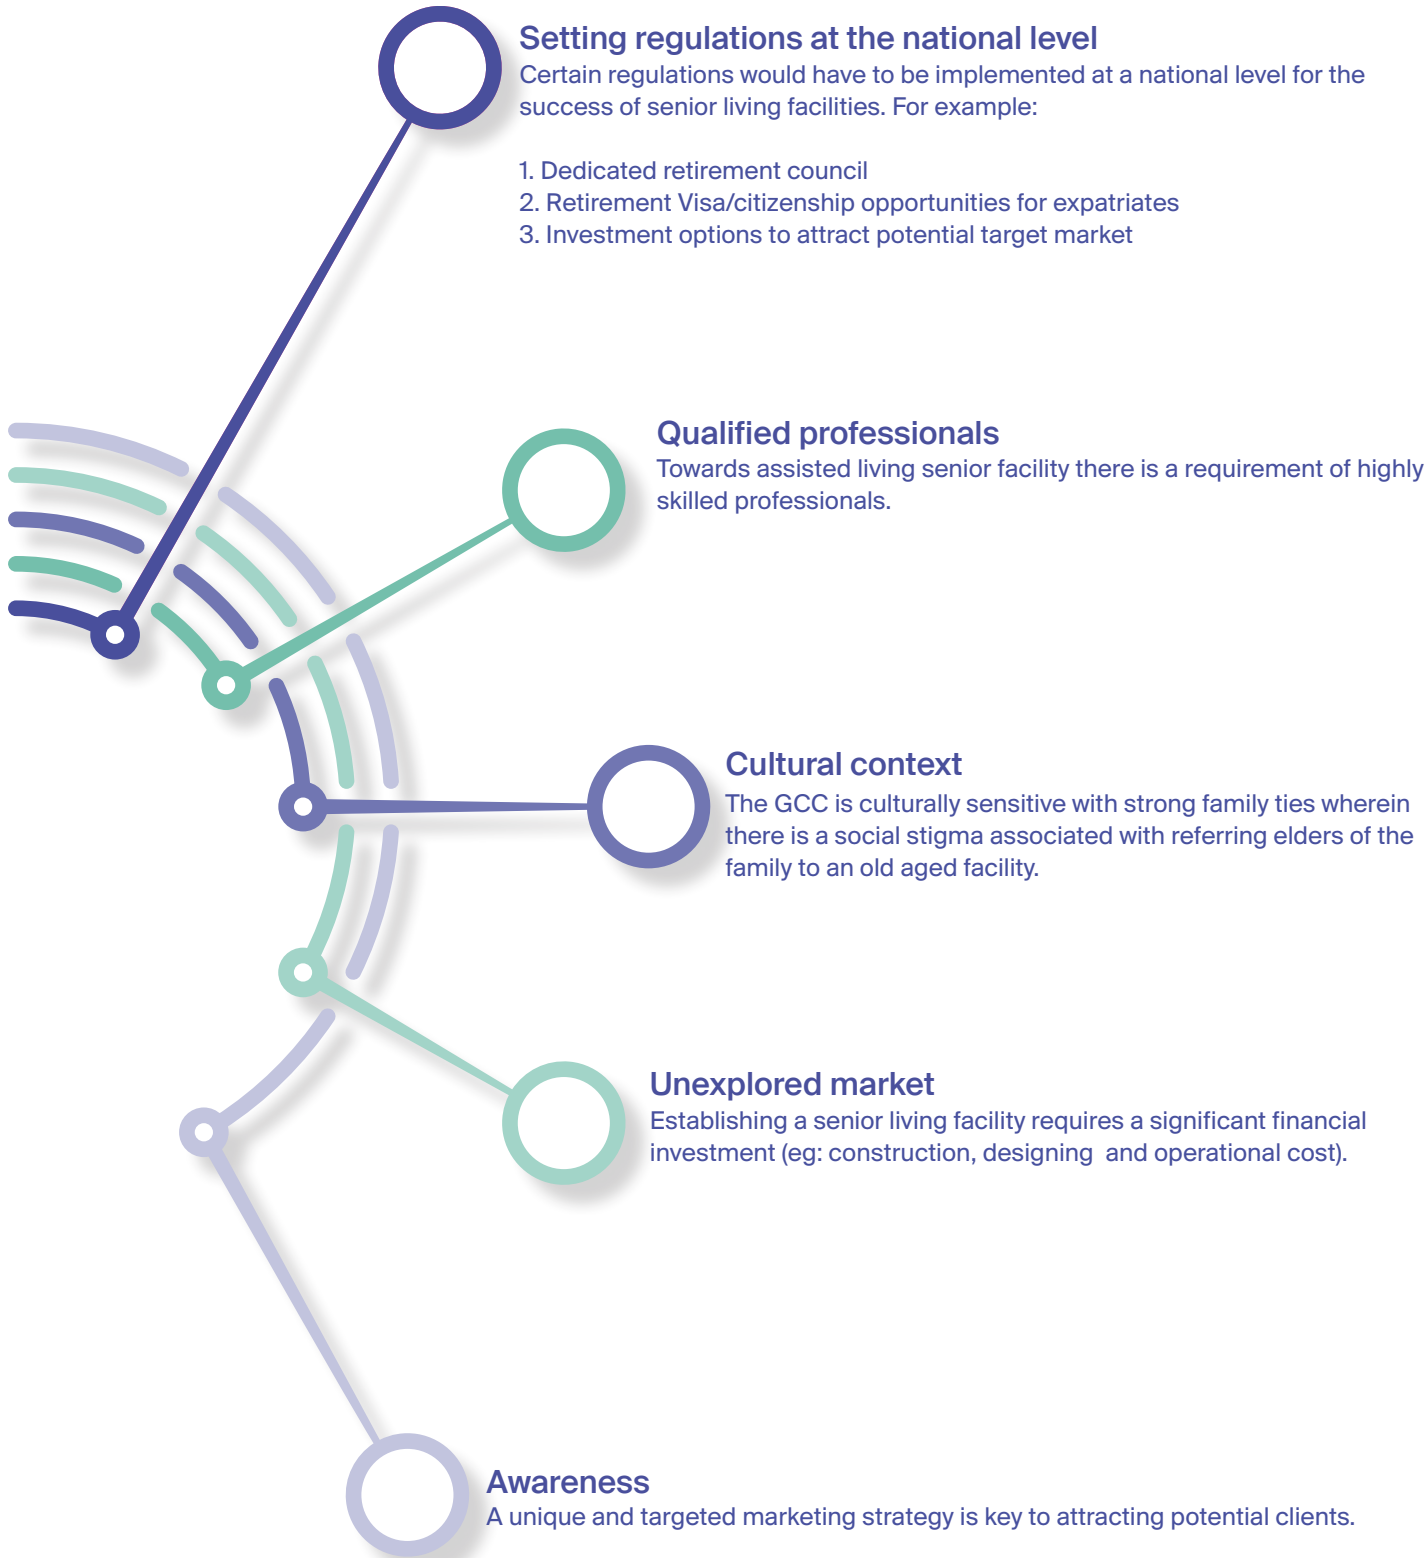 Setting regulations at the national level
Certain regulations would have to be implemented at a national level for the
success of senior living facilities. For example:
1. Dedicated retirement council
2. Retirement Visa/citizenship opportunities for expatriates
3. Investment options to attract potential target market
Qualified professionals
Towards assisted living senior facility there is a requirement of highly
skilled professionals.
Cultural context
The GCC is culturally sensitive with strong family ties wherein
there is a social stigma associated with referring elders of the
family to an old aged facility.
Unexplored market
Establishing a senior living facility requires a significant financial
investment (eg: construction, designing  and operational cost).
Awareness
A unique and targeted marketing strategy is key to attracting potential clients.